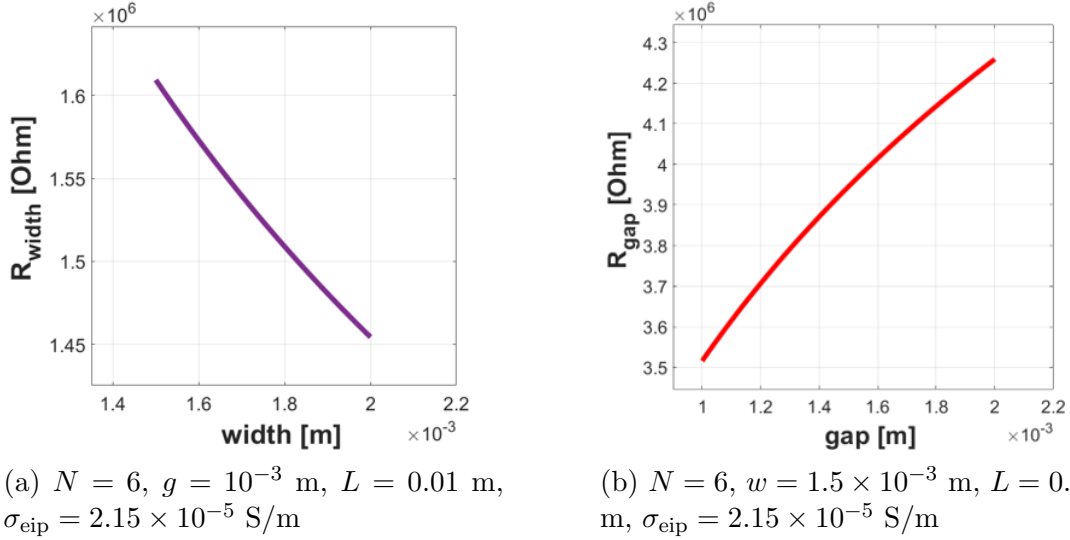 ×10⁶
1.6
1.55
1.5
1.45
R_width [Ohm]
1.4 1.6 1.8 2 2.2
width [m] ×10⁻³
(a) N = 6, g = 10⁻³ m, L = 0.01 m,
σ_eip = 2.15 × 10⁻⁵ S/m
×10⁶
4.3
4.2
4.1
4
3.9
3.8
3.7
3.6
3.5
R_gap [Ohm]
1 1.2 1.4 1.6 1.8 2 2.2
gap [m] ×10⁻³
(b) N = 6, w = 1.5 × 10⁻³ m, L = 0.
m, σ_eip = 2.15 × 10⁻⁵ S/m